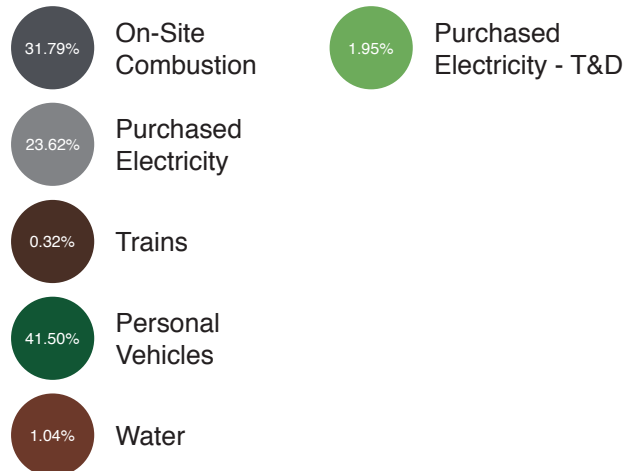 31.79%
On-Site
Combustion
23.62%
Purchased
Electricity
0.32%
Trains
41.50%
Personal
Vehicles
1.04%
Water
1.95%
Purchased
Electricity - T&D